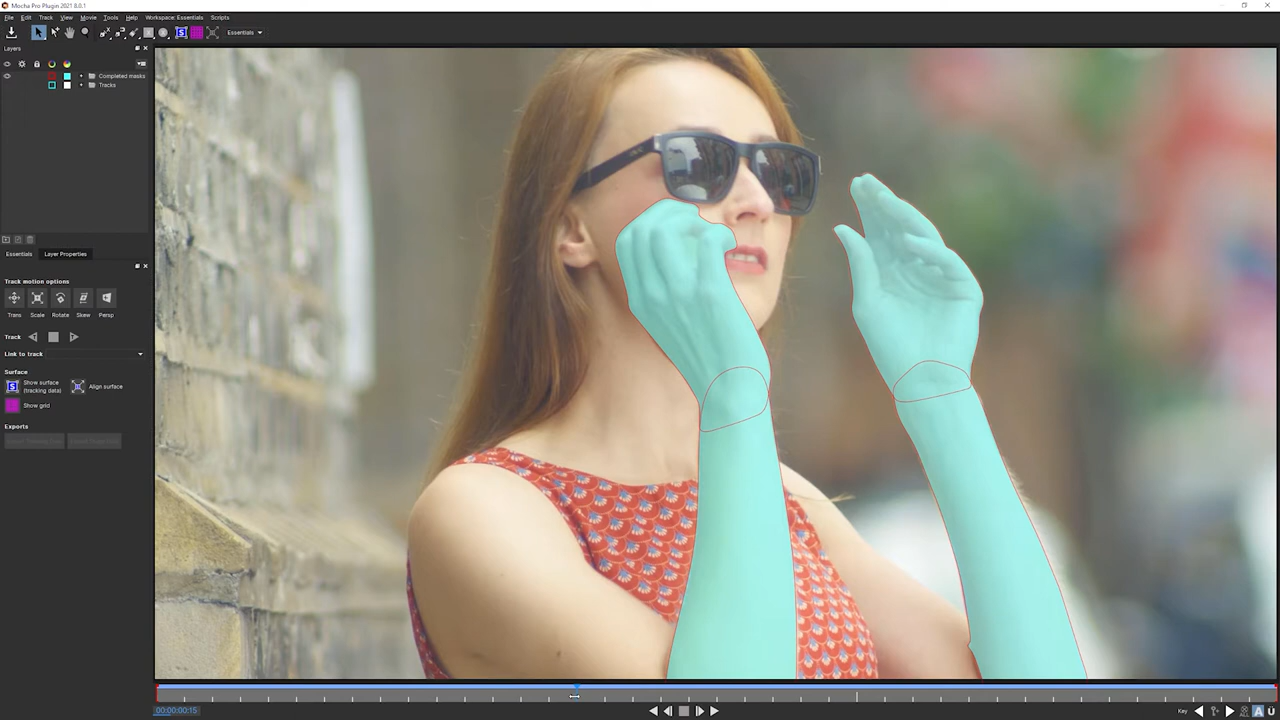 Mocha Pro Plugin 2021 8.0.1
File Edit Track View Movie Tools Help Workspace: Essentials Scripts
Essentials
Layers
Completed masks
Tracks
Essentials Layer Properties
Track motion options
Trans Scale Rotate Skew Persp
Track
Link to track
Surface
Show surface
(tracking data)
Align surface
Show grid
Exports
00:00:00:15
Key